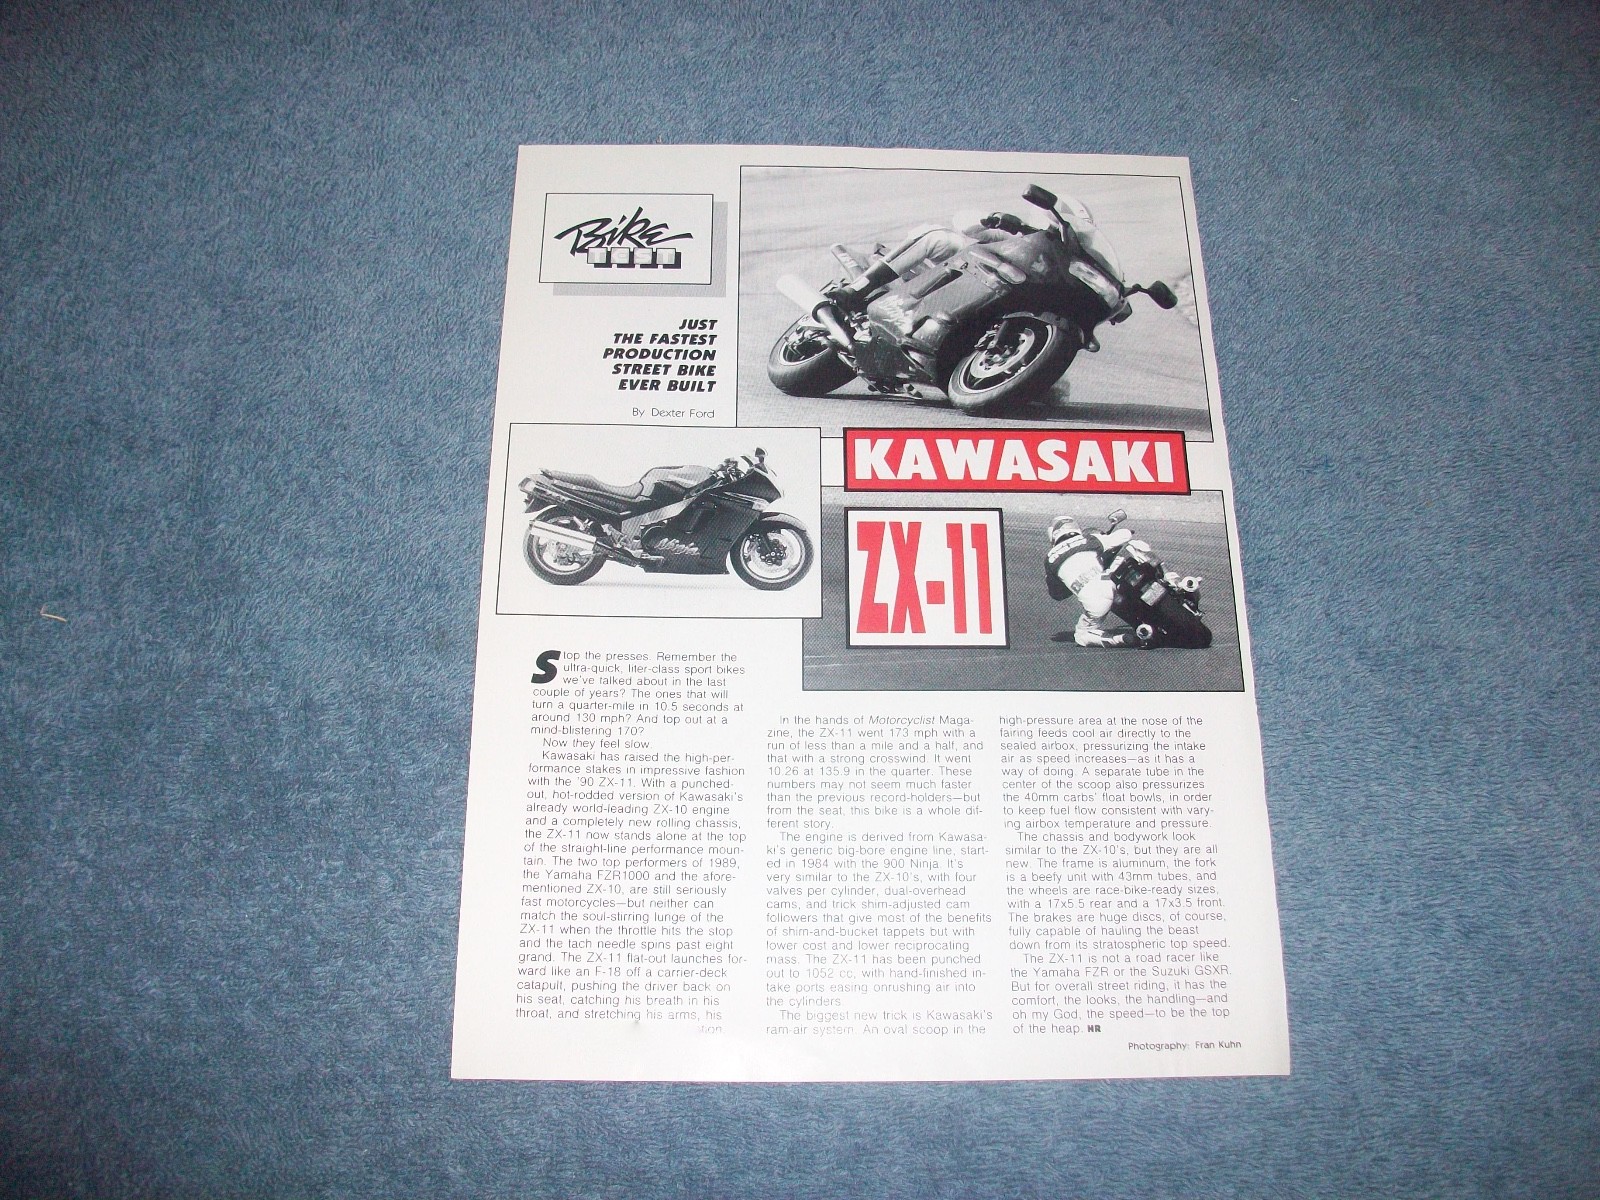 Bike
TEST
JUST
THE FASTEST
PRODUCTION
STREET BIKE
EVER BUILT
By Dexter Ford
KAWASAKI
ZX-11
Ninja
Stop the presses. Remember the
ultra-quick, liter-class sport bikes
we've talked about in the last
couple of years? The ones that will
turn a quarter-mile in 10.5 seconds at
around 130 mph? And top out at a
mind-blistering 170?
Now they feel slow.
Kawasaki has raised the high-per-
formance stakes in impressive fashion
with the '90 ZX-11. With a punched-
out, hot-rodded version of Kawasaki's
already world-leading ZX-10 engine
and a completely new rolling chassis,
the ZX-11 now stands alone at the top
of the straight-line performance moun-
tain. The two top performers of 1989,
the Yamaha FZR1000 and the afore-
mentioned ZX-10, are still seriously
fast motorcycles—but neither can
match the soul-stirring lunge of the
ZX-11 when the throttle hits the stop
and the tach needle spins past eight
grand. The ZX-11 flat-out launches for-
ward like an F-18 off a carrier-deck
catapult, pushing the driver back on
his seat, catching his breath in his
throat, and stretching his arms, his
In the hands of Motorcyclist Maga-
zine, the ZX-11 went 173 mph with a
run of less than a mile and a half, and
that with a strong crosswind. It went
10.26 at 135.9 in the quarter. These
numbers may not seem much faster
than the previous record-holders—but
from the seat, this bike is a whole dif-
ferent story.
The engine is derived from Kawasa-
ki's generic big-bore engine line, start-
ed in 1984 with the 900 Ninja. It's
very similar to the ZX-10's, with four
valves per cylinder, dual-overhead
cams, and trick shim-adjusted cam
followers that give most of the benefits
of shim-and-bucket tappets but with
lower cost and lower reciprocating
mass. The ZX-11 has been punched
out to 1052 cc, with hand-finished in-
take ports easing onrushing air into
the cylinders.
The biggest new trick is Kawasaki's
ram-air system. An oval scoop in the
high-pressure area at the nose of the
fairing feeds cool air directly to the
sealed airbox, pressurizing the intake
air as speed increases—as it has a
way of doing. A separate tube in the
center of the scoop also pressurizes
the 40mm carbs' float bowls, in order
to keep fuel flow consistent with vary-
ing airbox temperature and pressure.
The chassis and bodywork look
similar to the ZX-10's, but they are all
new. The frame is aluminum, the fork
is a beefy unit with 43mm tubes, and
the wheels are race-bike-ready sizes,
with a 17x5.5 rear and a 17x3.5 front.
The brakes are huge discs, of course,
fully capable of hauling the beast
down from its stratospheric top speed.
The ZX-11 is not a road racer like
the Yamaha FZR or the Suzuki GSXR.
But for overall street riding, it has the
comfort, the looks, the handling—and
oh my God, the speed—to be the top
of the heap. HR
Photography: Fran Kuhn